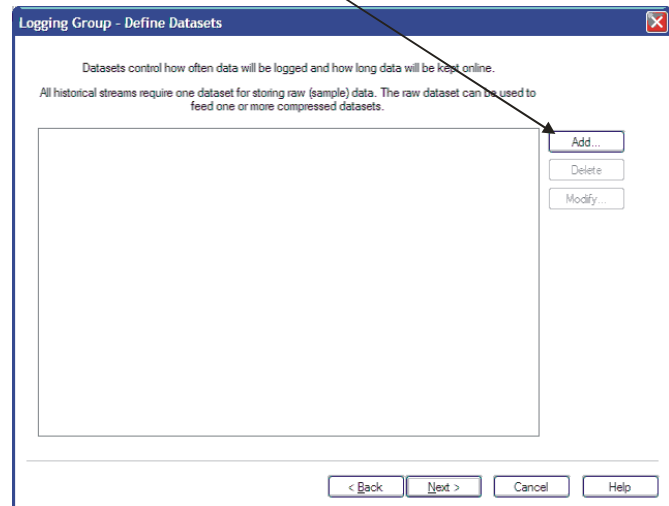 Logging Group - Define Datasets
Datasets control how often data will be logged and how long data will be kept online.
All historical streams require one dataset for storing raw (sample) data. The raw dataset can be used to
feed one or more compressed datasets.
Add...
Delete
Modify...
< Back
Next >
Cancel
Help